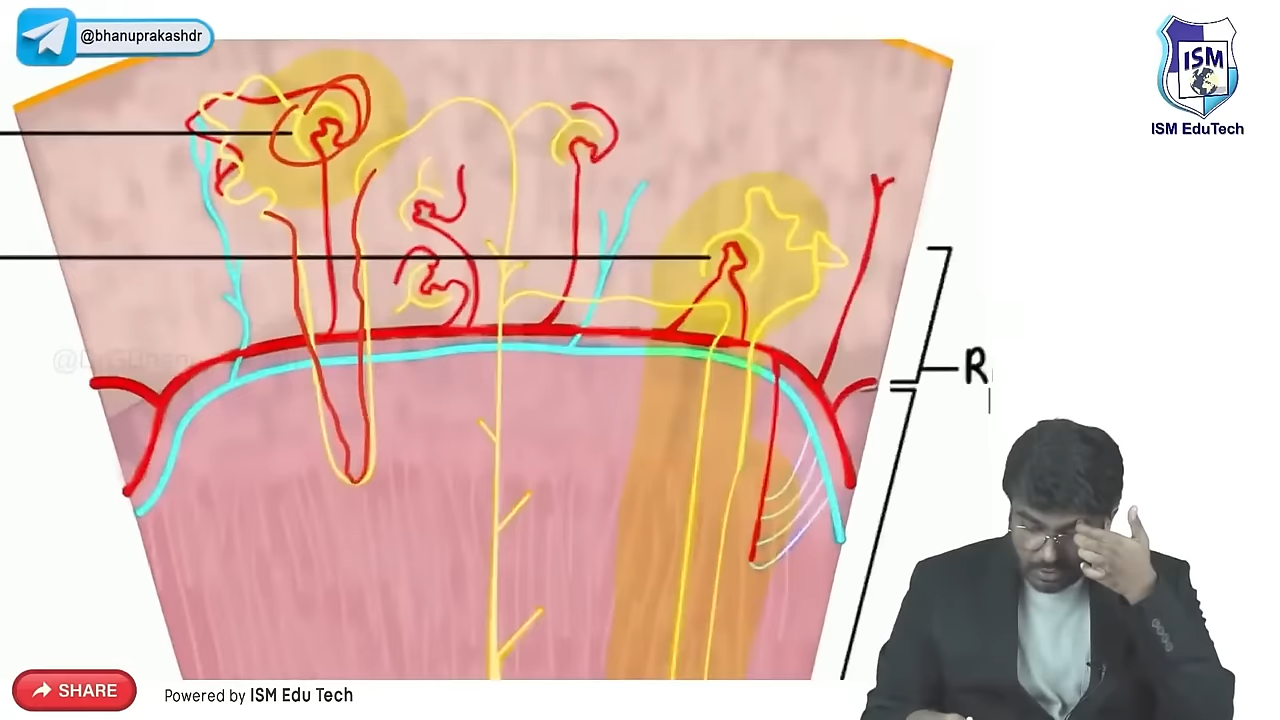 @bhanuprakashdr
ISM
ISM EduTech
R
SHARE
Powered by ISM Edu Tech